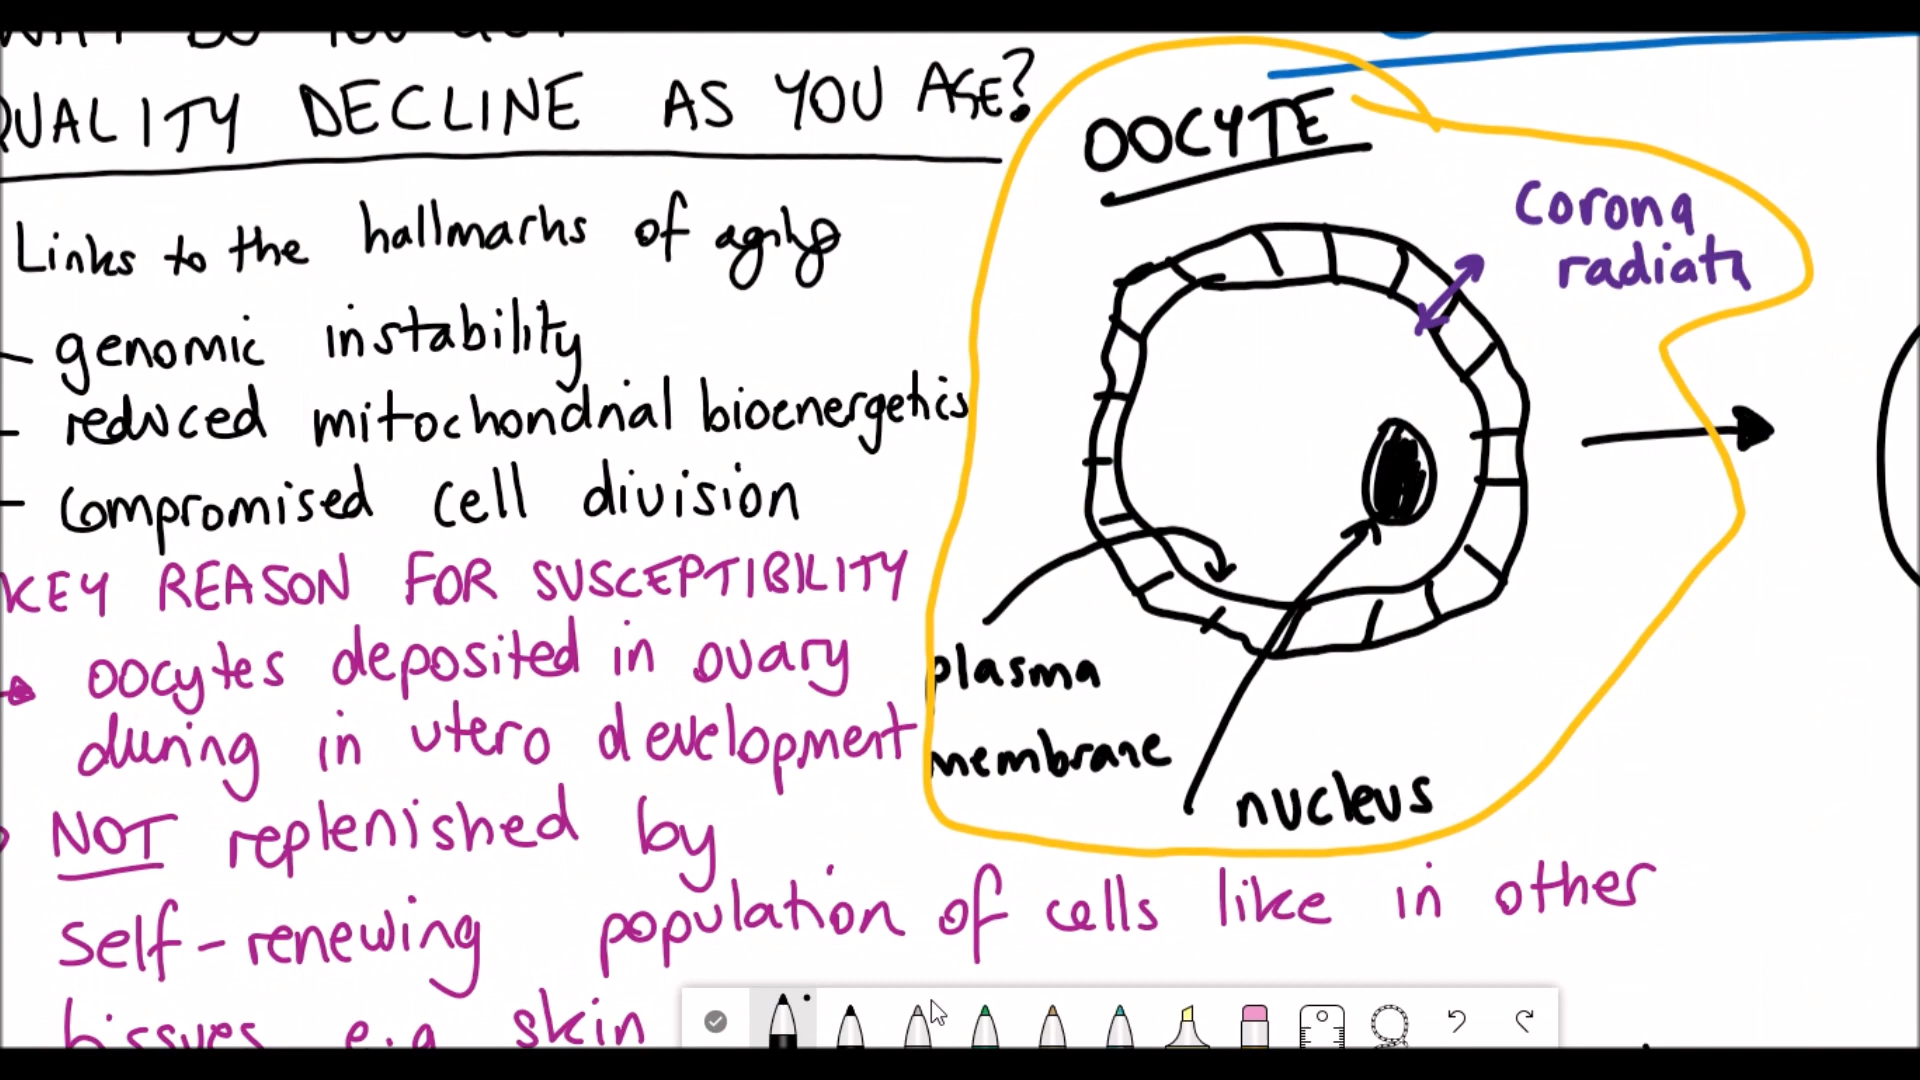 QUALITY DECLINE AS YOU AGE?
Links to the hallmarks of
- genomic instability
- reduced mitochondrial bioenergetics
- compromised cell division
KEY REASON FOR SUSCEPTIBILITY
oocytes deposited in ovary
during in utero development
NOT replenished by
self-renewing population of cells like in other
tissues e.g skin
OOCYTE
corona
radiata
plasma
membrane
nucleus